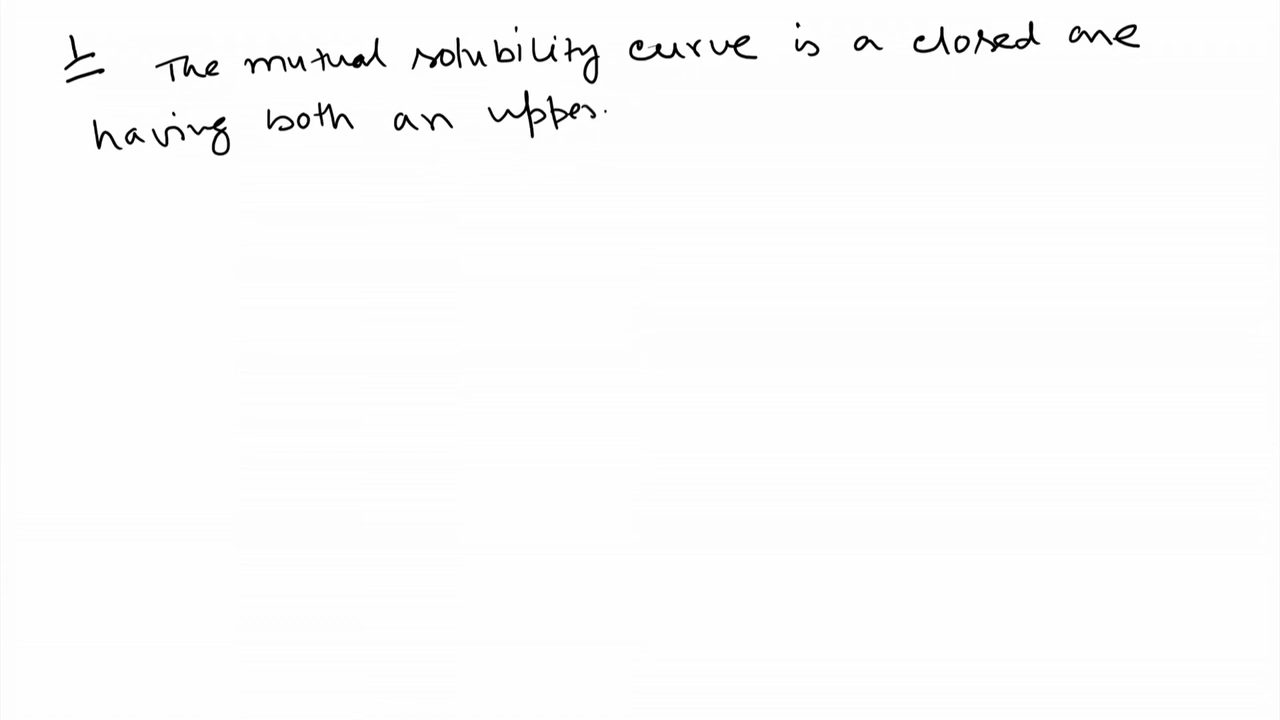 1 The mutual solubility curve is a closed one
having both an upper.